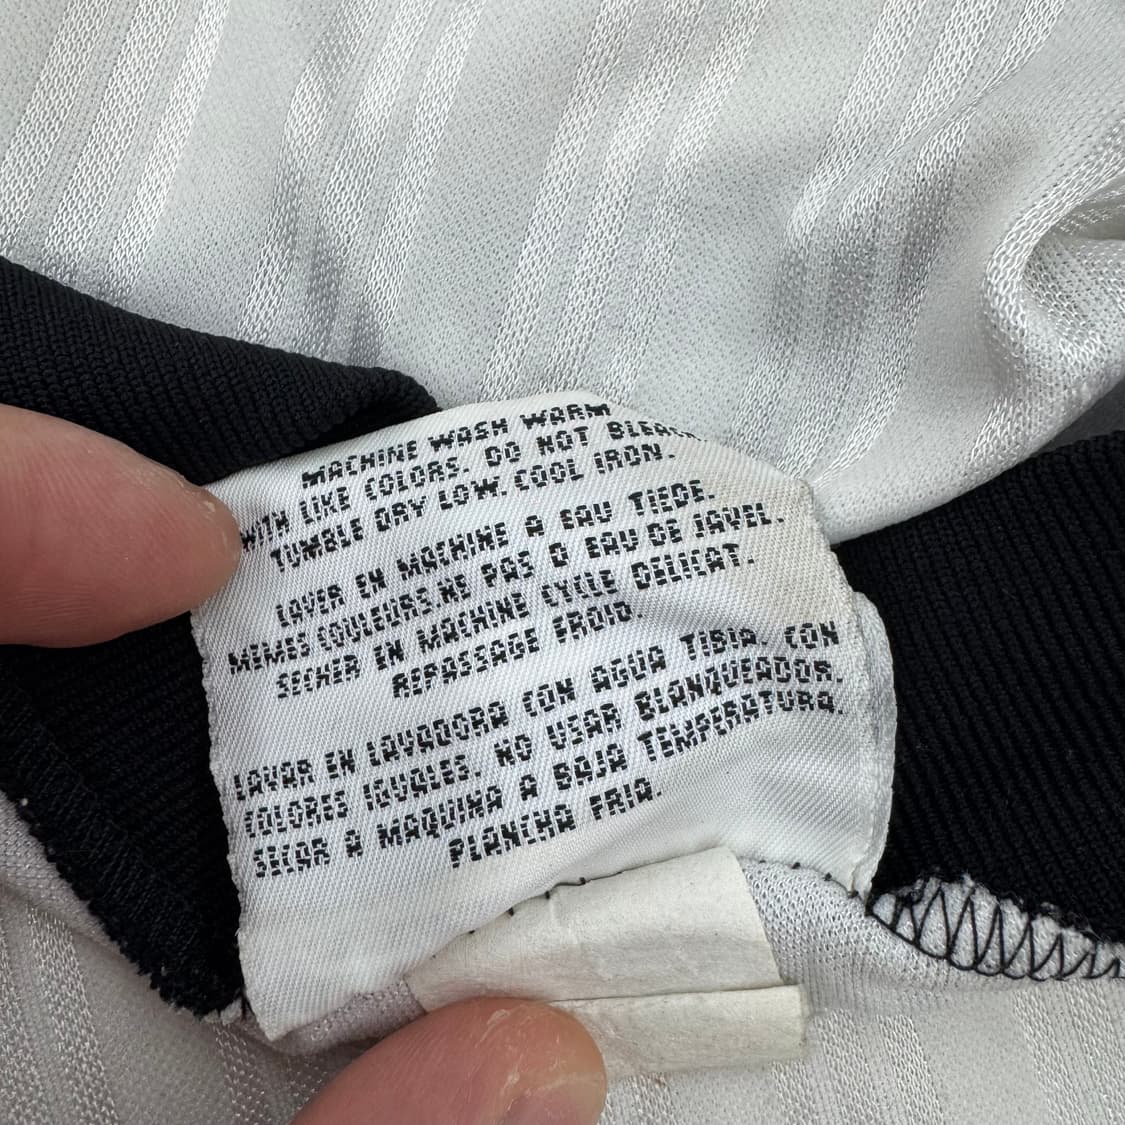 MACHINE WASH WARM
WITH LIKE COLORS. DO NOT BLEACH
TUMBLE DRY LOW. COOL IRON.
LAVER EN MACHINE A EAU TIEDE.
MEMES COULEURS.NE PAS D EAU DE JAVEL.
SECHER EN MACHINE CYCLE DELICAT.
REPASSAGE FROID.
LAVAR EN LAVADORA CON AGUA TIBIA. CON
COLORES IGUALES. NO USAR BLANQUEADOR.
SECAR A MAQUINA A BAJA TEMPERATURA.
PLANCHA FRIA.